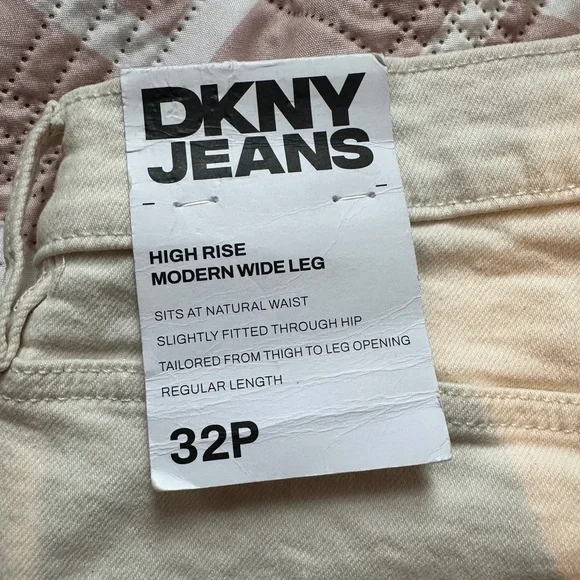 DKNY
JEANS
HIGH RISE
MODERN WIDE LEG
SITS AT NATURAL WAIST
SLIGHTLY FITTED THROUGH HIP
TAILORED FROM THIGH TO LEG OPENING
REGULAR LENGTH
32P